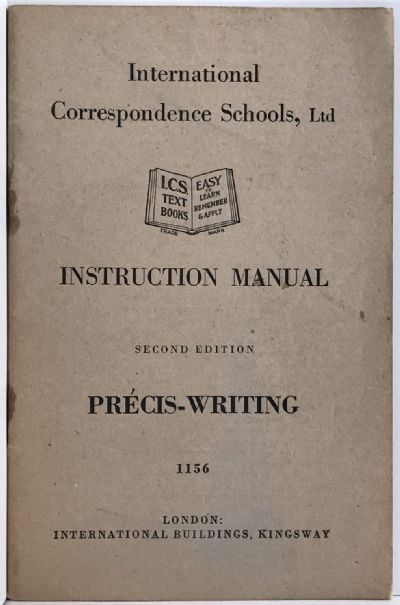 International
Correspondence Schools, Ltd
I.C.S.
TEXT
BOOKS
EASY
TO
LEARN
REMEMBER
& APPLY
TRADE MARK
INSTRUCTION MANUAL
SECOND EDITION
PRÉCIS-WRITING
1156
LONDON:
INTERNATIONAL BUILDINGS, KINGSWAY